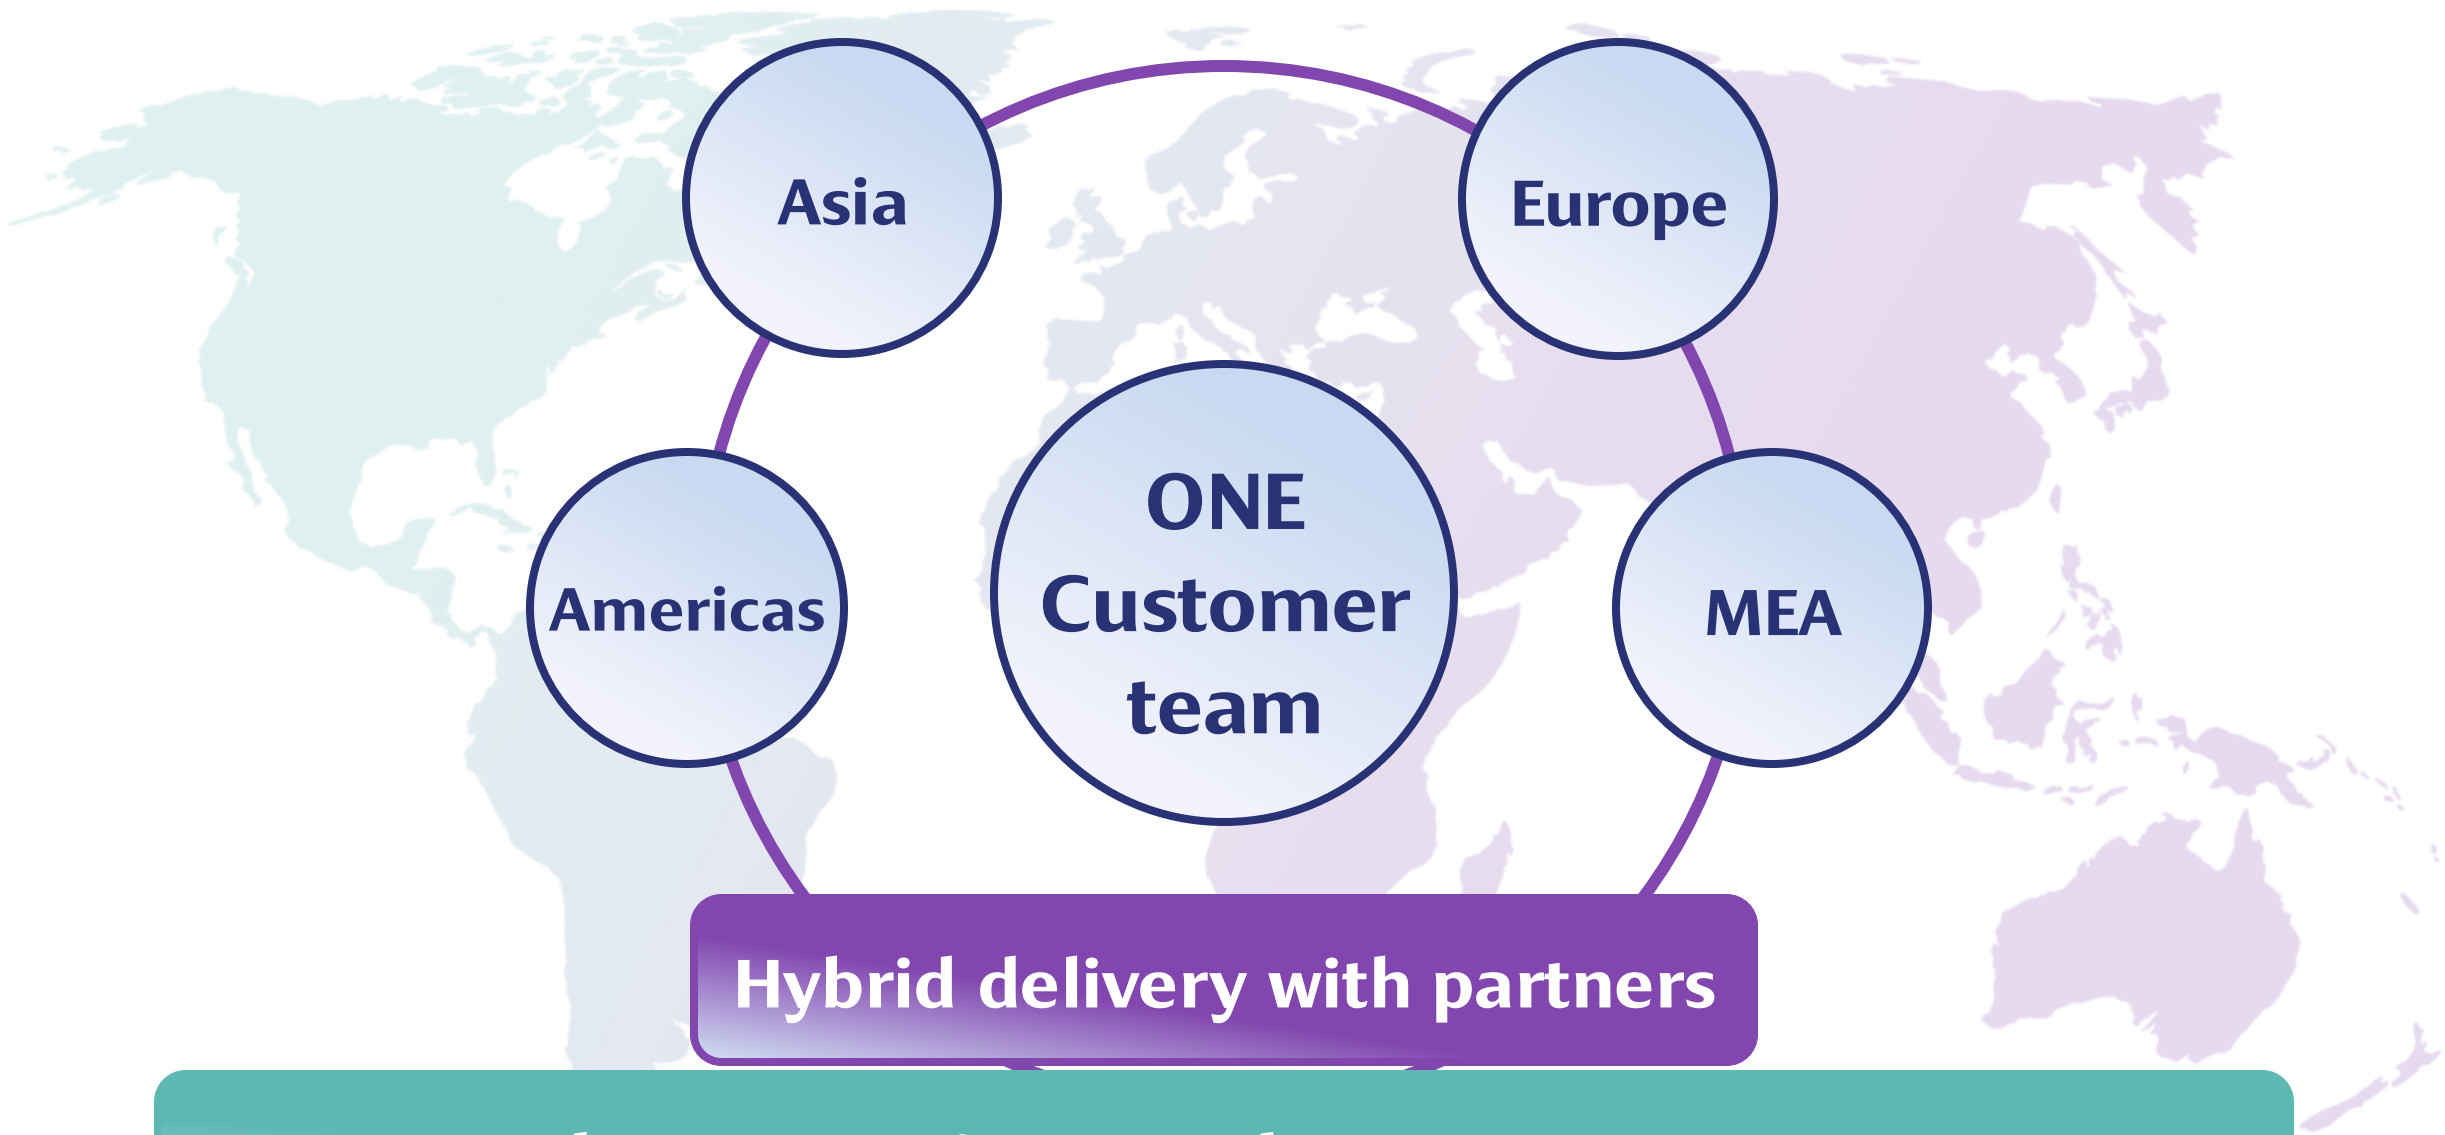 Asia
Europe
ONE
Customer
team
Americas
MEA
Hybrid delivery with partners